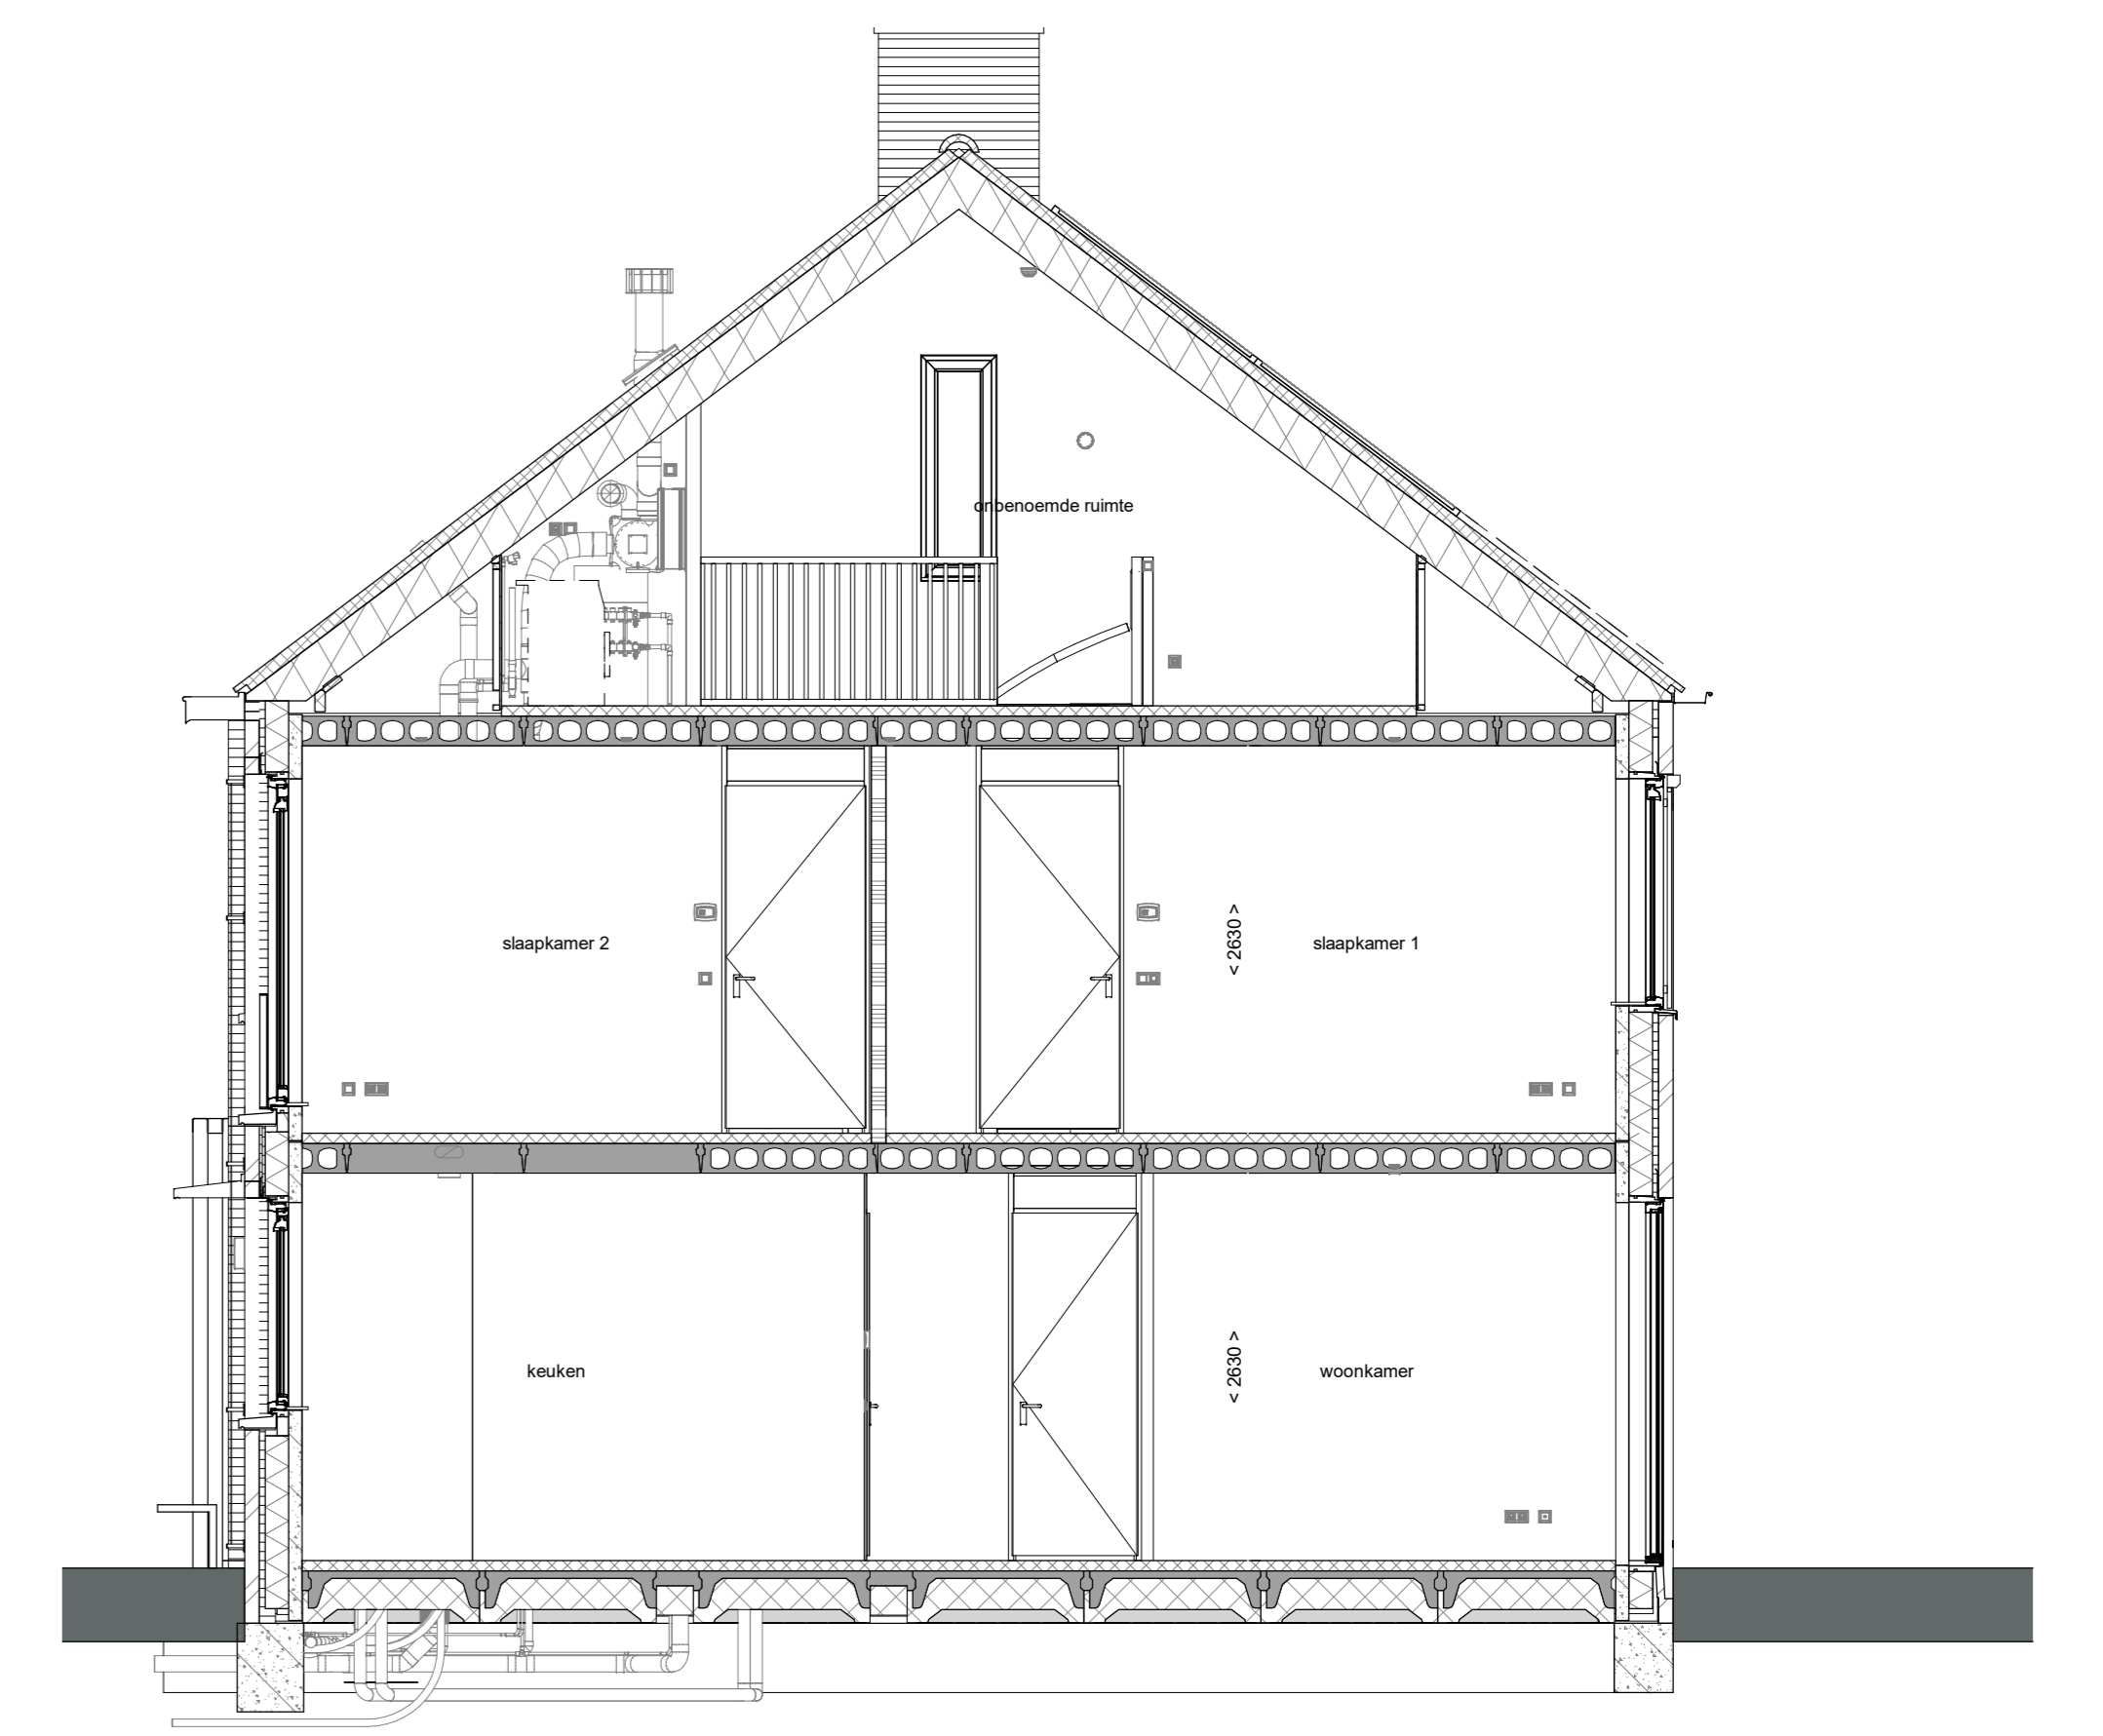 onbenoemde ruimte
slaapkamer 2
< 2630 >
slaapkamer 1
keuken
< 2630 >
woonkamer